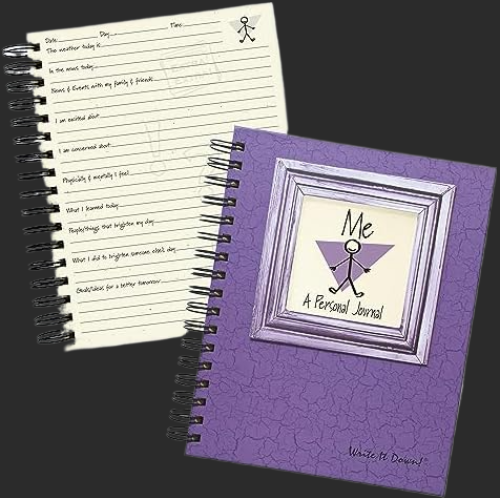 Date: Day: Time:
The weather today is
In the news today
News & Events with my family & friends
I am excited about
I am concerned about
Physically & mentally I feel
What I learned today
People/things that brighten my day
What I did to brighten someone else's day
Goals/ideas for a better tomorrow
Me
A Personal Journal
Write It Down!